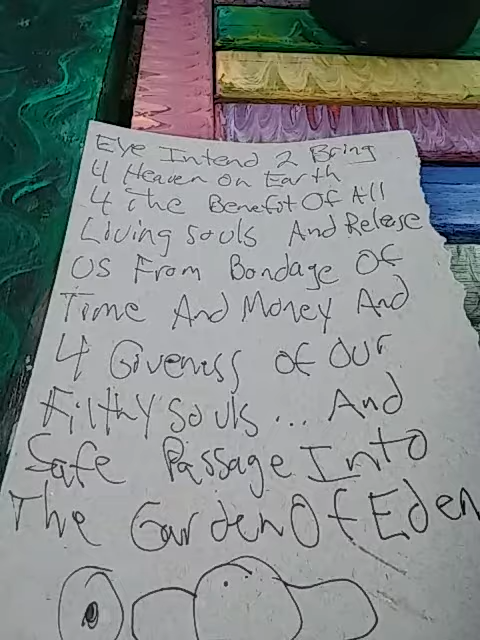 Eye Intend 2 Bring
4 Heaven on Earth
4 The Benefit Of All
Living Souls And Release
US From Bondage Of
Time And Money And
4 Giveness of Our
Filthy Souls... And
Safe Passage Into
The Garden Of Eden